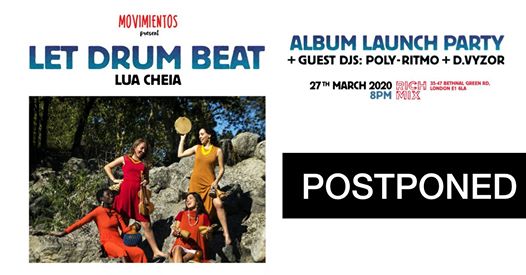 MOVIMIENTOS
present
LET DRUM BEAT
LUA CHEIA
ALBUM LAUNCH PARTY
+ GUEST DJS: POLY-RITMO + D.VYZOR
27TH MARCH 2020
8PM
RICH
MIX
35-47 BETHNAL GREEN RD,
LONDON E1 6LA
POSTPONED